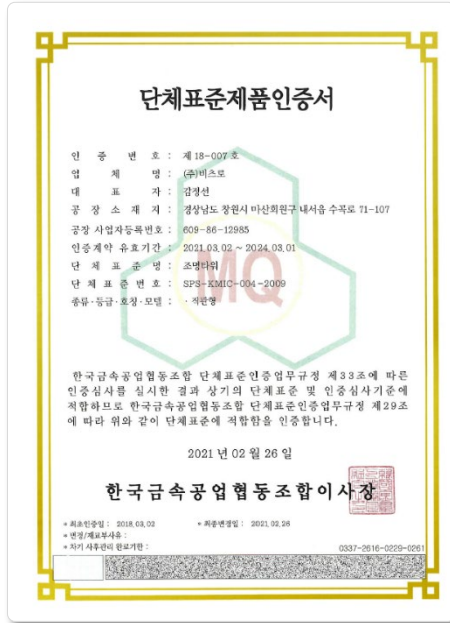 단체표준제품인증서
인 증 번 호 : 제 18-007 호
업 체 명 : (주)비츠로
대 표 자 : 김정선
공 장 소 재 지 : 경상남도 창원시 마산회원구 내서읍 수곡로 71-107
공장 사업자등록번호 : 609-86-12985
인증계약 유효기간 : 2021.03.02 ~ 2024.03.01
단 체 표 준 명 : 조명타워
단 체 표 준 번 호 : SPS-KMIC-004-2009
종류·등급·호칭·모델 : · 직관형
MQ
한국금속공업협동조합 단체표준인증업무규정 제33조에 따른
인증심사를 실시한 결과 상기의 단체표준 및 인증심사기준에
적합하므로 한국금속공업협동조합 단체표준인증업무규정 제29조
에 따라 위와 같이 단체표준에 적합함을 인증합니다.
2021 년 02 월 26 일
한국금속공업협동조합이사장
* 최초인증일 : 2018.03.02 * 최종변경일 : 2021.02.26
* 변경/재교부사유 :
* 차기 사후관리 완료기한 :
0337-2616-0229-0261